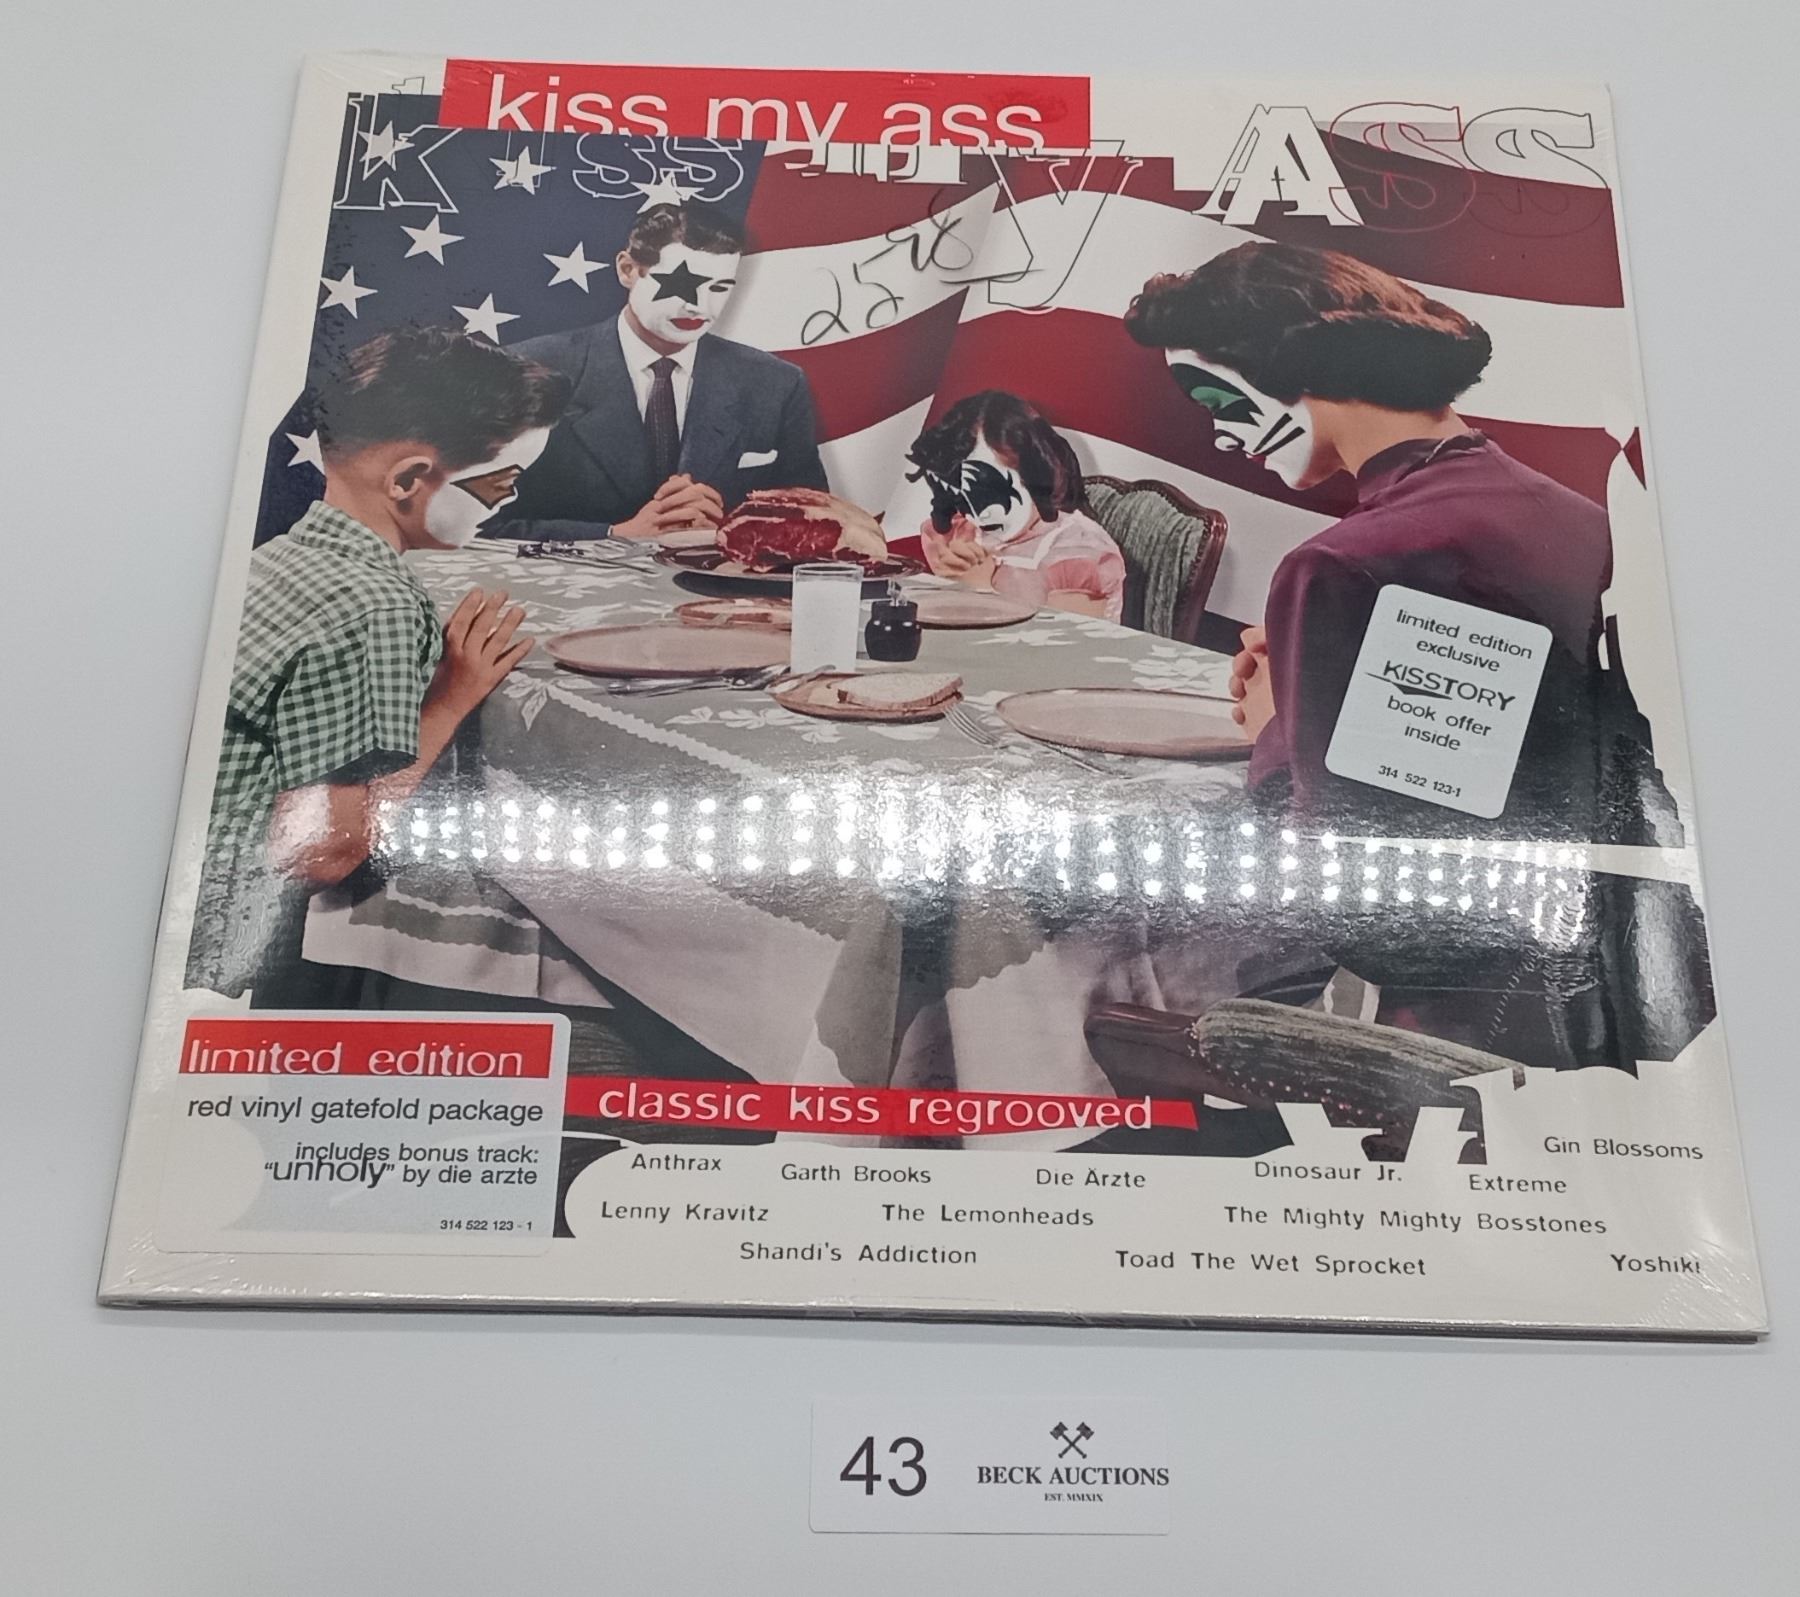 kiss my ass
kiss my Ass
25 98
limited edition
exclusive
KISSTORY
book offer
inside
314 522 123-1
limited edition
red vinyl gatefold package
includes bonus track:
“unholy” by die arzte
314 522 123 - 1
classic kiss regrooved
Gin Blossoms
Anthrax Garth Brooks Die Ärzte Dinosaur Jr. Extreme
Lenny Kravitz The Lemonheads The Mighty Mighty Bosstones
Shandi's Addiction Toad The Wet Sprocket Yoshiki
43
BECK AUCTIONS
EST. MMXIX